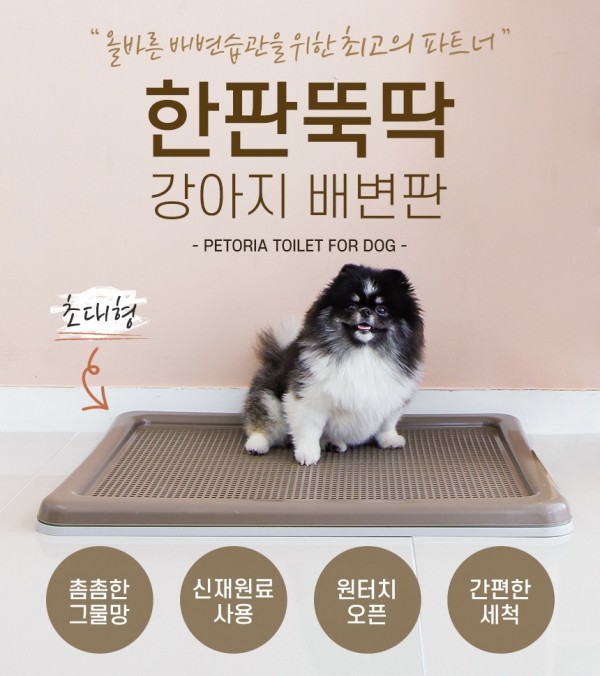 “올바른 배변습관을 위한 최고의 파트너”
한판뚝딱
강아지 배변판
- PETORIA TOILET FOR DOG -
초대형
촘촘한
그물망
신재원료
사용
원터치
오픈
간편한
세척